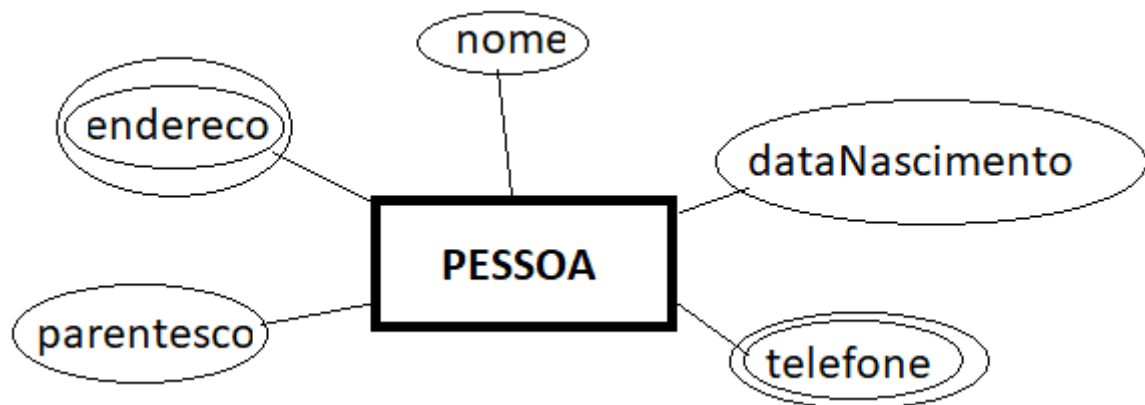 nome
endereco
dataNascimento
PESSOA
parentesco
telefone